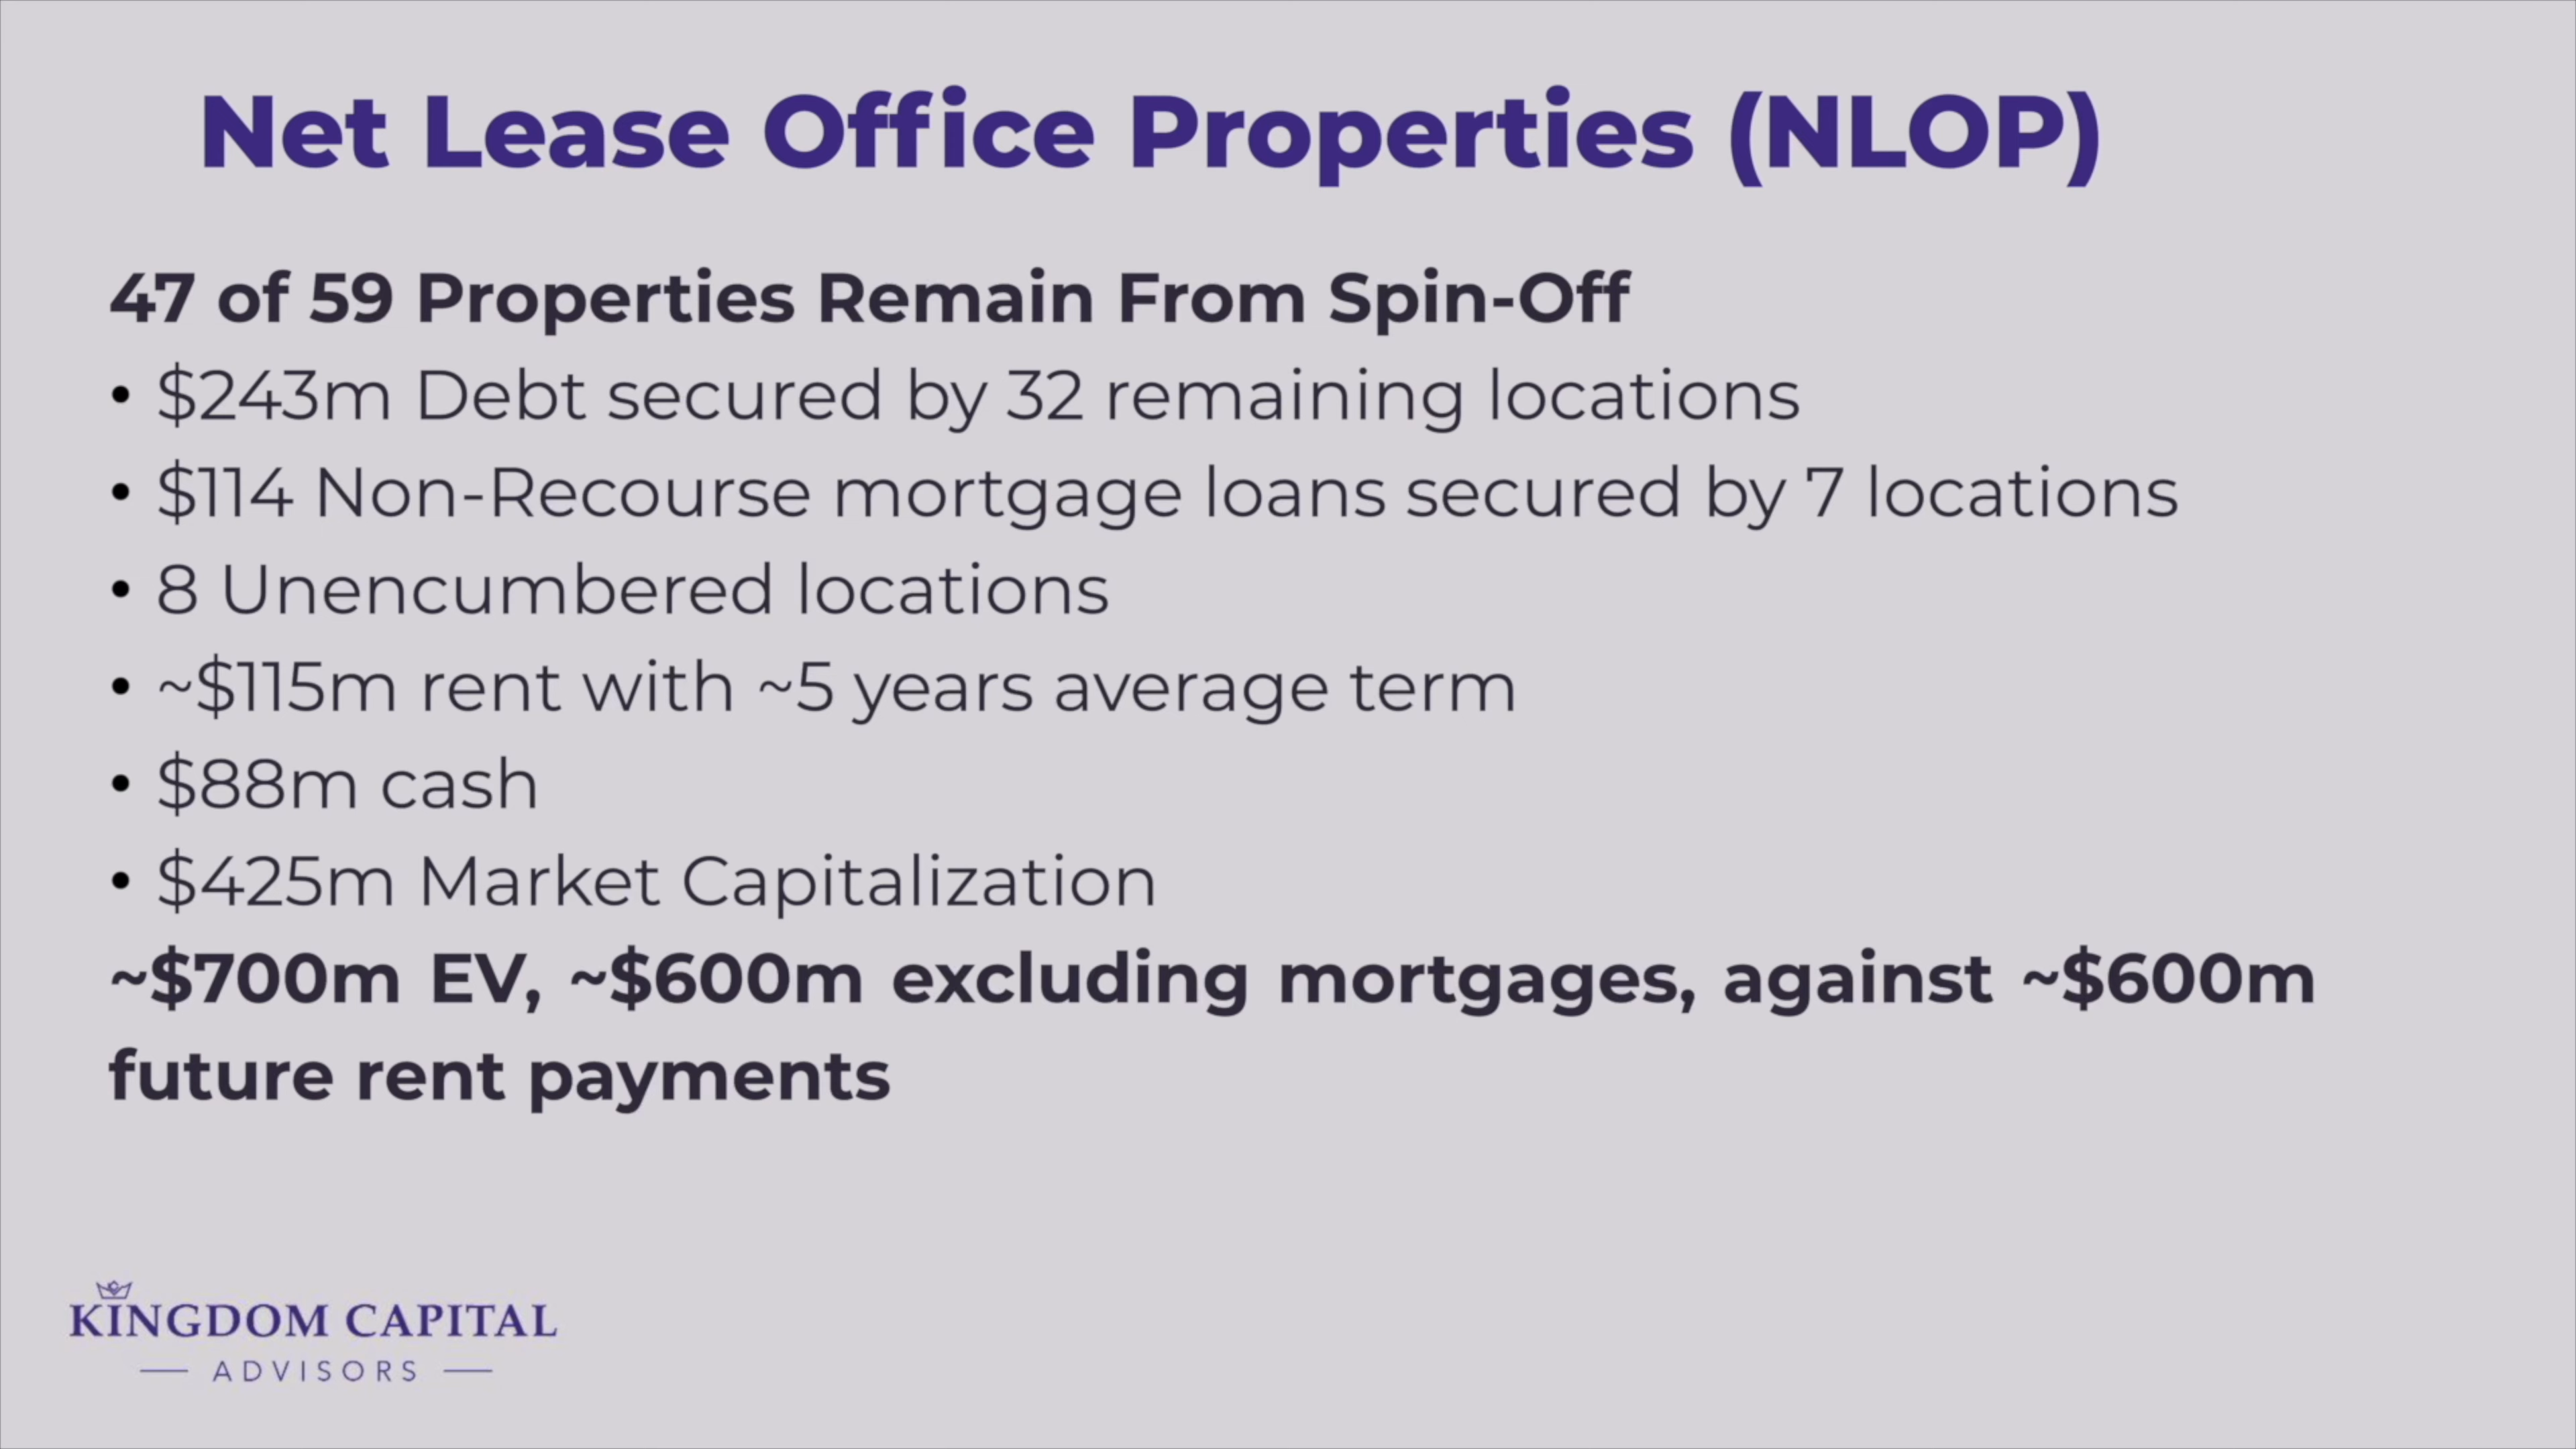 Net Lease Office Properties (NLOP)
47 of 59 Properties Remain From Spin-Off
• $243m Debt secured by 32 remaining locations
• $114 Non-Recourse mortgage loans secured by 7 locations
• 8 Unencumbered locations
• ~$115m rent with ~5 years average term
• $88m cash
• $425m Market Capitalization
~$700m EV, ~$600m excluding mortgages, against ~$600m
future rent payments
KINGDOM CAPITAL
ADVISORS